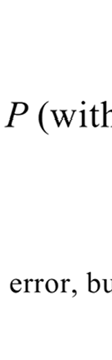 P (with
error, bu